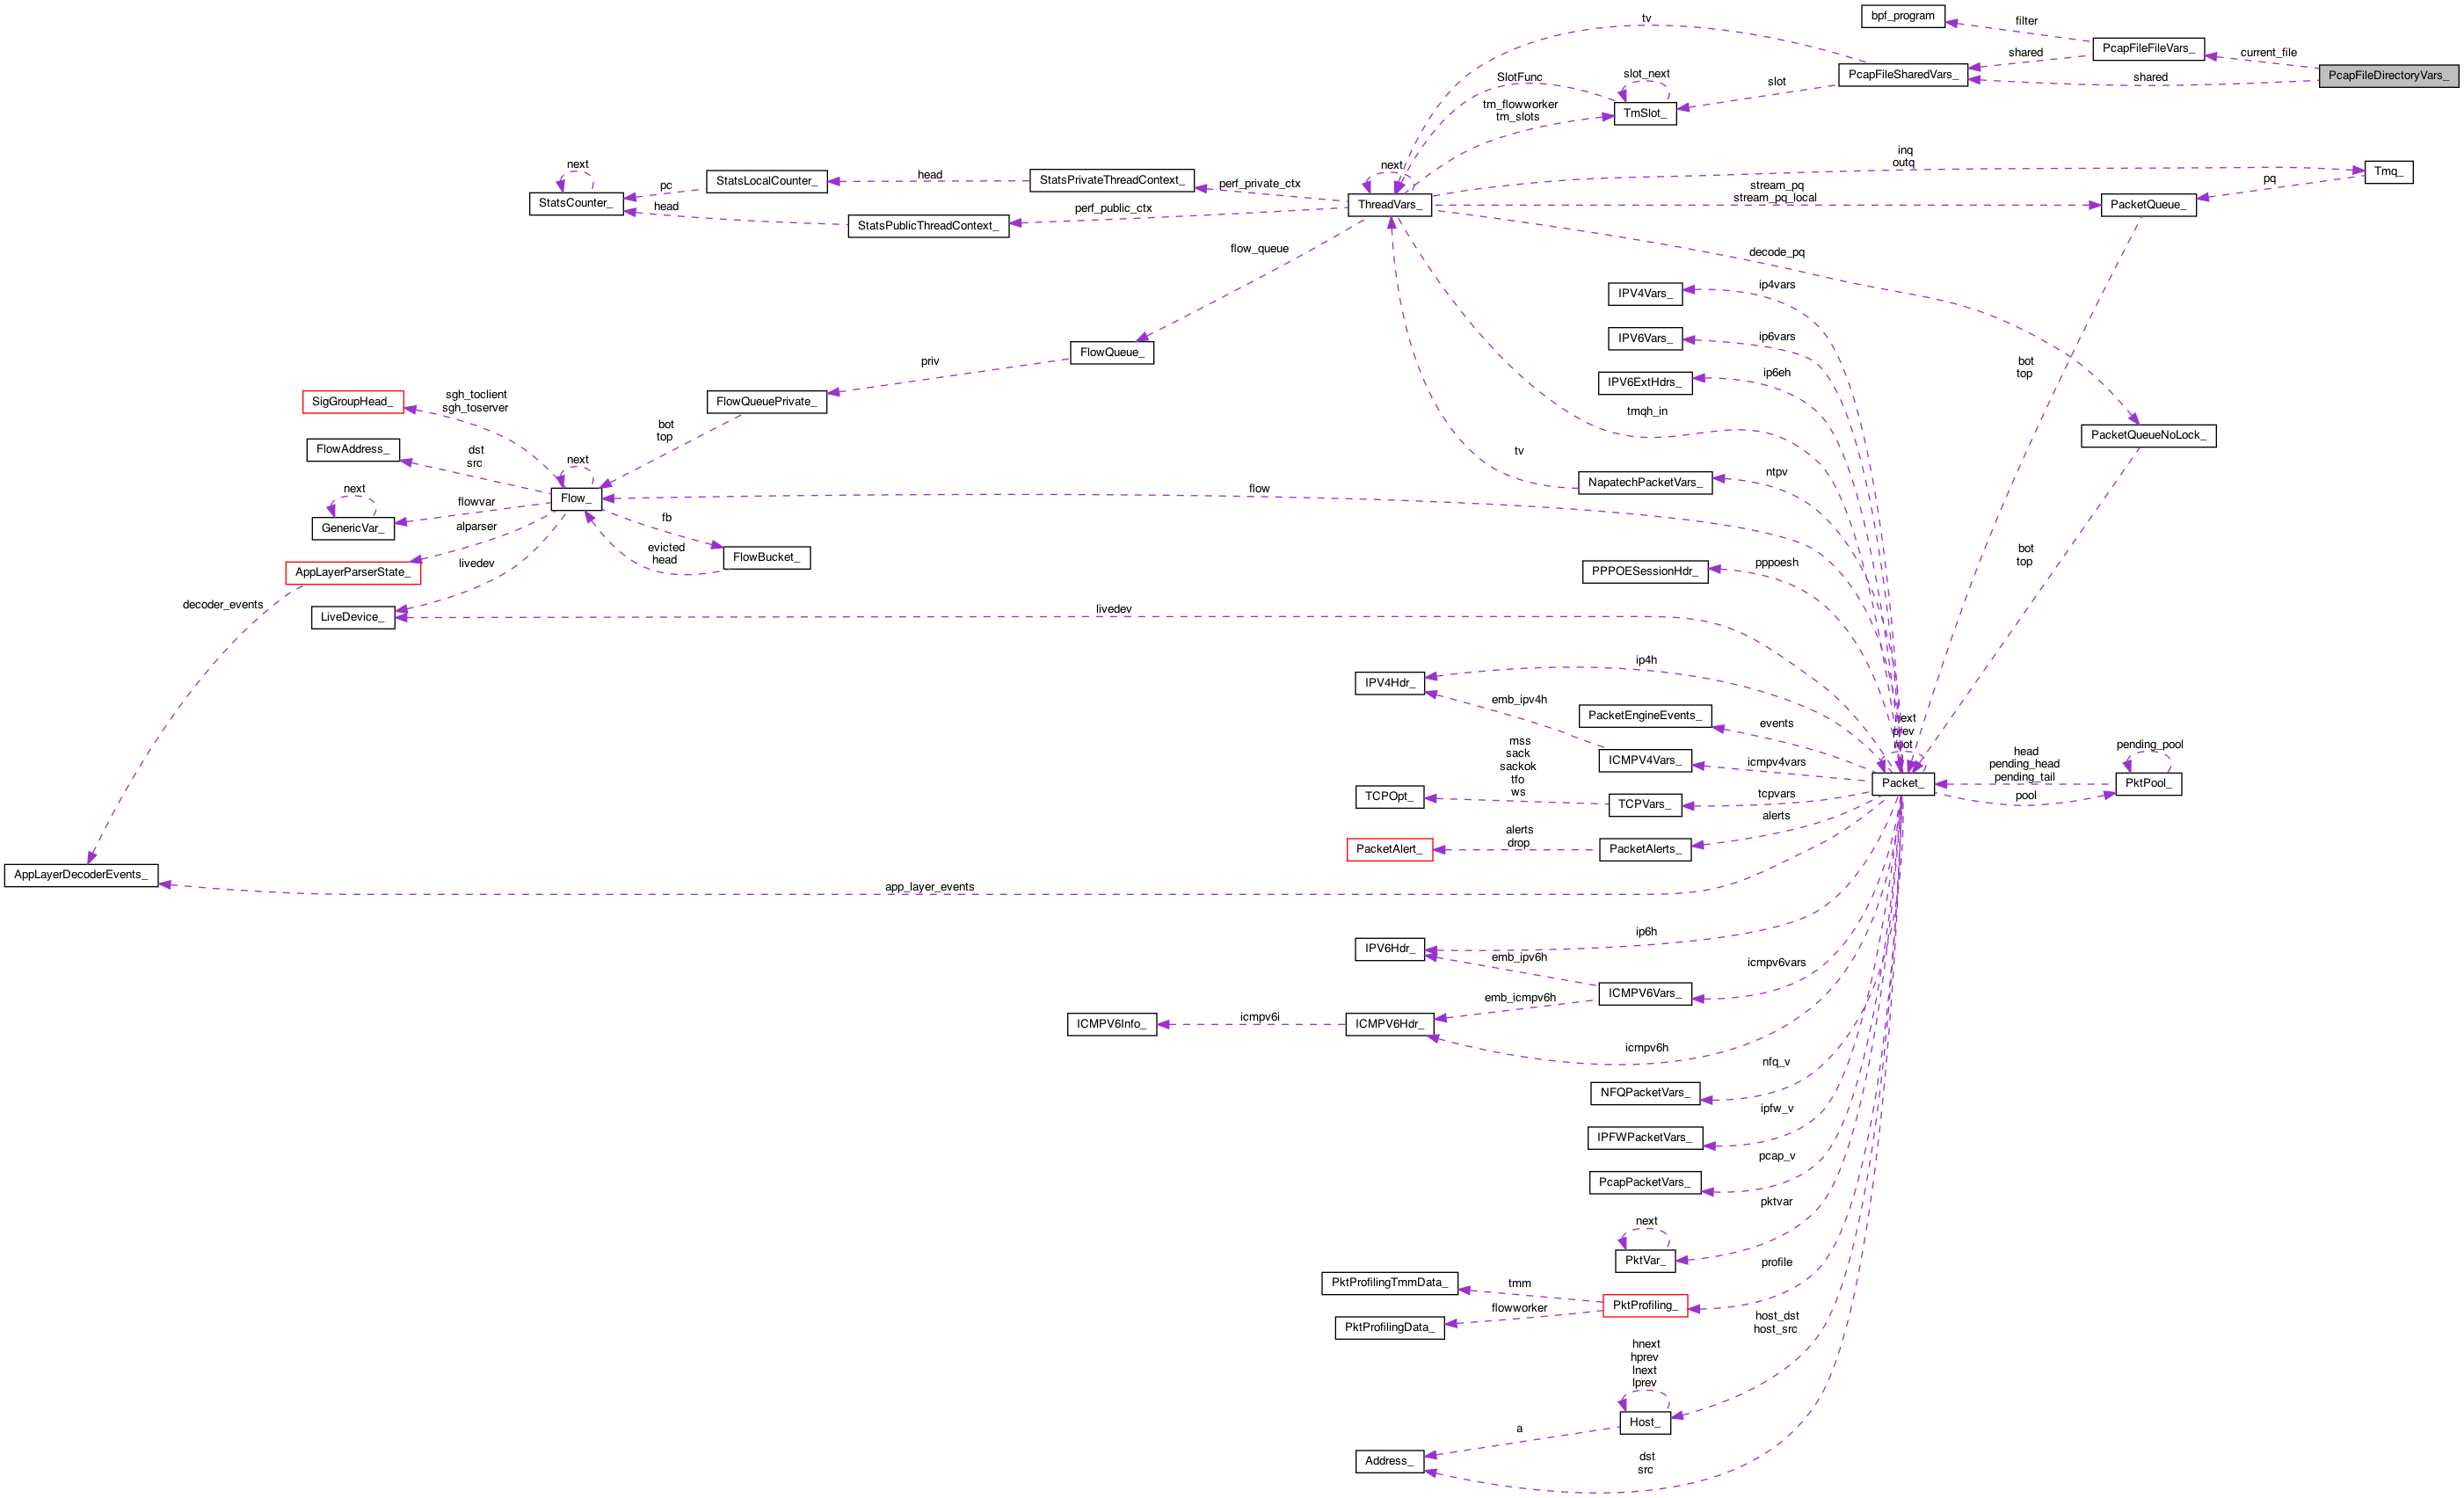 tv
bpf_program
filter
PcapFileFileVars_
current_file
PcapFileDirectoryVars_
shared
shared
PcapFileSharedVars_
SlotFunc
slot_next
slot
tm_flowworker
tm_slots
TmSlot_
inq
outq
Tmq_
pq
next
StatsCounter_
pc
StatsLocalCounter_
head
StatsPrivateThreadContext_
perf_private_ctx
next
ThreadVars_
stream_pq
stream_pq_local
PacketQueue_
head
StatsPublicThreadContext_
perf_public_ctx
flow_queue
decode_pq
IPV4Vars_
ip4vars
IPV6Vars_
ip6vars
IPV6ExtHdrs_
ip6eh
bot
top
FlowQueue_
priv
FlowQueuePrivate_
tmqh_in
PacketQueueNoLock_
SigGroupHead_
sgh_toclient
sgh_toserver
FlowAddress_
dst
src
bot
top
next
Flow_
next
GenericVar_
flowvar
alparser
AppLayerParserState_
livedev
LiveDevice_
fb
evicted
head
FlowBucket_
flow
tv
NapatechPacketVars_
ntpv
PPPOESessionHdr_
pppoesh
bot
top
decoder_events
livedev
IPV4Hdr_
ip4h
emb_ipv4h
PacketEngineEvents_
events
ICMPV4Vars_
icmpv4vars
next
prev
root
Packet_
head
pending_head
pending_tail
pool
pending_pool
PktPool_
mss
sack
sackok
tfo
ws
TCPOpt_
TCPVars_
tcpvars
alerts
drop
PacketAlert_
PacketAlerts_
alerts
AppLayerDecoderEvents_
app_layer_events
IPV6Hdr_
ip6h
emb_ipv6h
ICMPV6Vars_
icmpv6vars
emb_icmpv6h
ICMPV6Info_
icmpv6i
ICMPV6Hdr_
icmpv6h
NFQPacketVars_
nfq_v
IPFWPacketVars_
ipfw_v
PcapPacketVars_
pcap_v
next
PktVar_
pktvar
PktProfilingTmmData_
tmm
PktProfiling_
profile
PktProfilingData_
flowworker
host_dst
host_src
hnext
hprev
lnext
lprev
Host_
a
Address_
dst
src